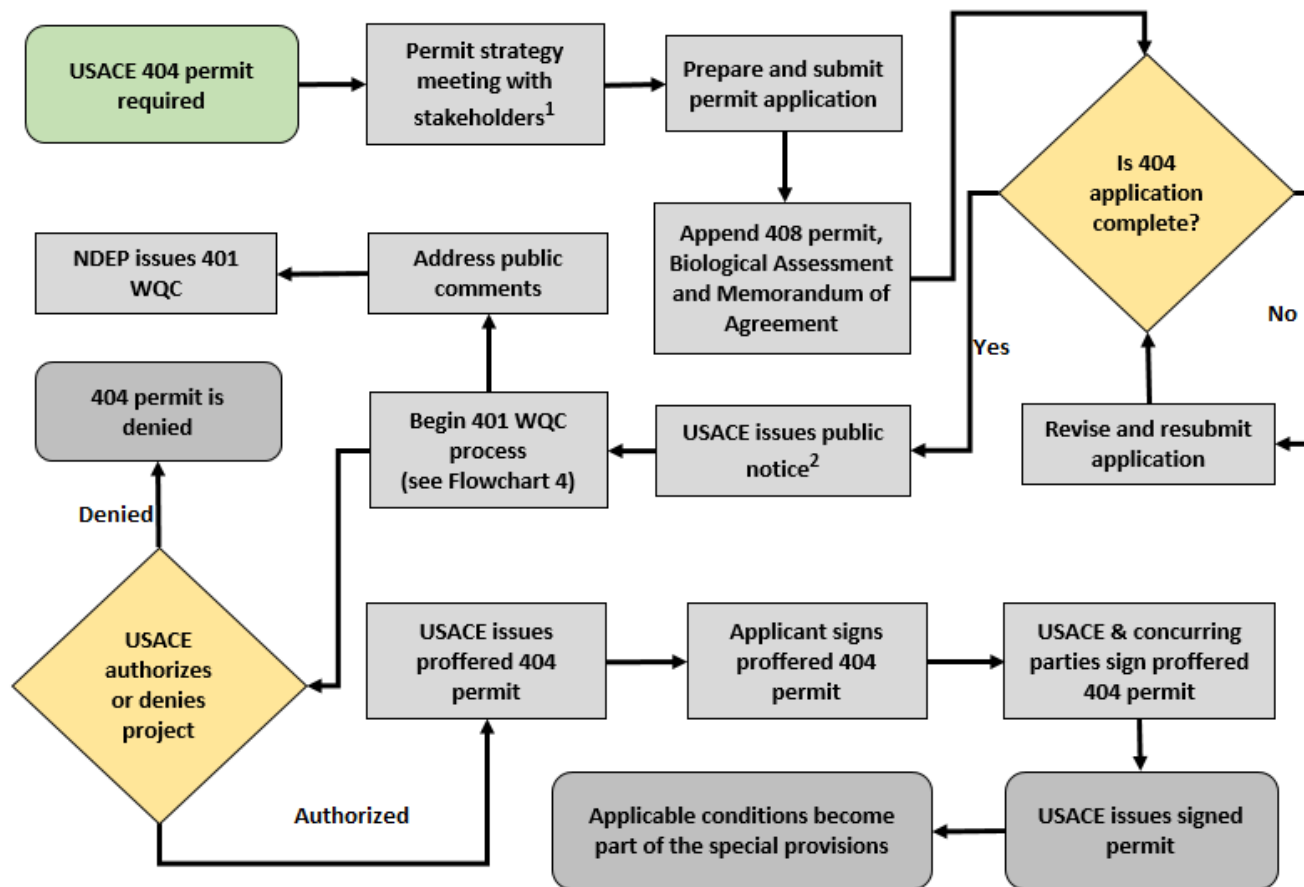 USACE 404 permit
required
Permit strategy
meeting with
stakeholders1
Prepare and submit
permit application
Is 404
application
complete?
Append 408 permit,
Biological Assessment
and Memorandum of
Agreement
NDEP issues 401
WQC
Address public
comments
No
Yes
404 permit is
denied
Begin 401 WQC
process
(see Flowchart 4)
USACE issues public
notice2
Revise and resubmit
application
Denied
USACE
authorizes
or denies
project
USACE issues
proffered 404
permit
Applicant signs
proffered 404
permit
USACE & concurring
parties sign proffered
404 permit
Authorized
Applicable conditions become
part of the special provisions
USACE issues signed
permit